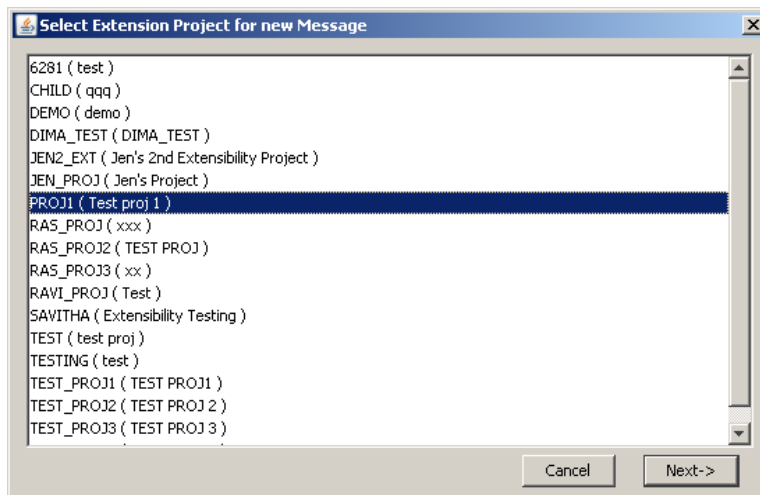 Select Extension Project for new Message
6281 ( test )
CHILD ( qqq )
DEMO ( demo )
DIMA_TEST ( DIMA_TEST )
JEN2_EXT ( Jen's 2nd Extensibility Project )
JEN_PROJ ( Jen's Project )
PROJ1 ( Test proj 1 )
RAS_PROJ ( xxx )
RAS_PROJ2 ( TEST PROJ )
RAS_PROJ3 ( xx )
RAVI_PROJ ( Test )
SAVITHA ( Extensibility Testing )
TEST ( test proj )
TESTING ( test )
TEST_PROJ1 ( TEST PROJ1 )
TEST_PROJ2 ( TEST PROJ 2 )
TEST_PROJ3 ( TEST PROJ 3 )
Cancel Next->